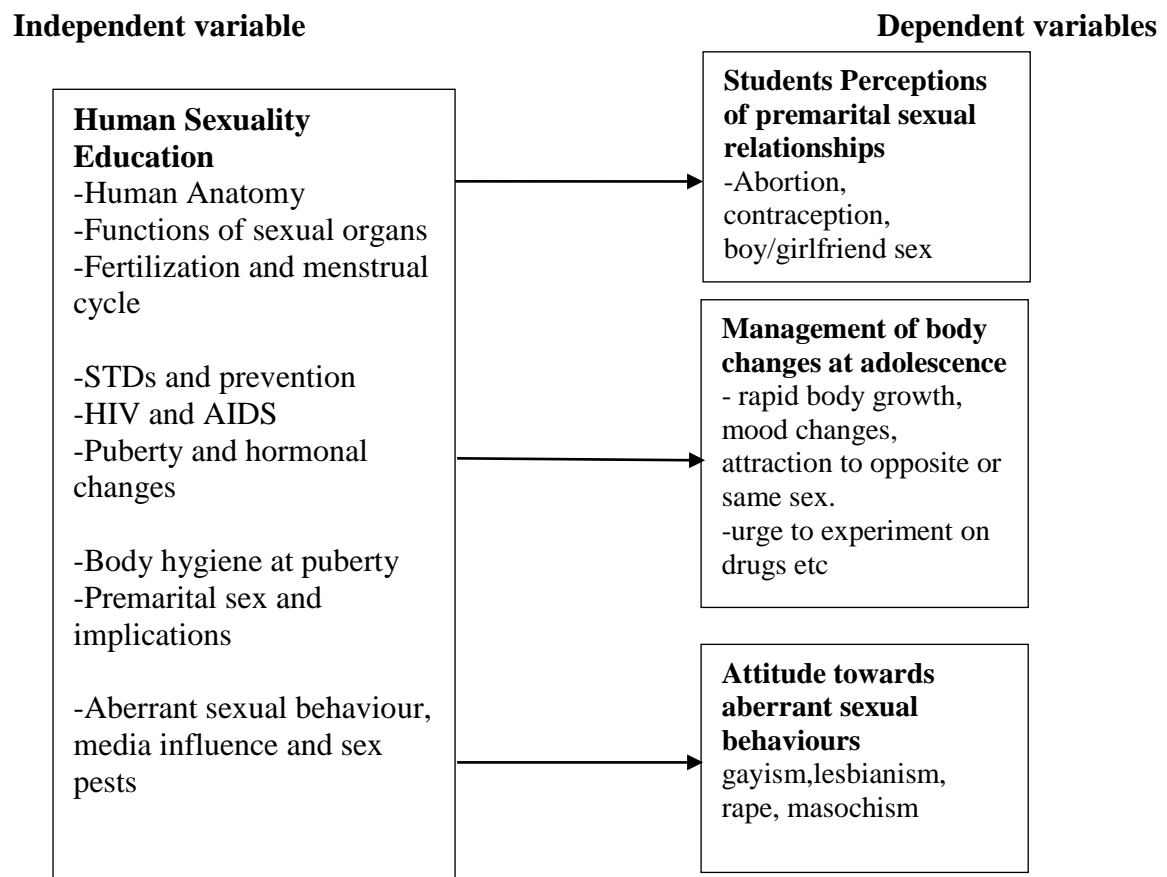 Independent variable
Dependent variables
Human Sexuality
Education
-Human Anatomy
-Functions of sexual organs
-Fertilization and menstrual
cycle
-STDs and prevention
-HIV and AIDS
-Puberty and hormonal
changes
-Body hygiene at puberty
-Premarital sex and
implications
-Aberrant sexual behaviour,
media influence and sex
pests
Students Perceptions
of premarital sexual
relationships
-Abortion,
contraception,
boy/girlfriend sex
Management of body
changes at adolescence
- rapid body growth,
mood changes,
attraction to opposite or
same sex.
-urge to experiment on
drugs etc
Attitude towards
aberrant sexual
behaviours
gayism,lesbianism,
rape, masochism